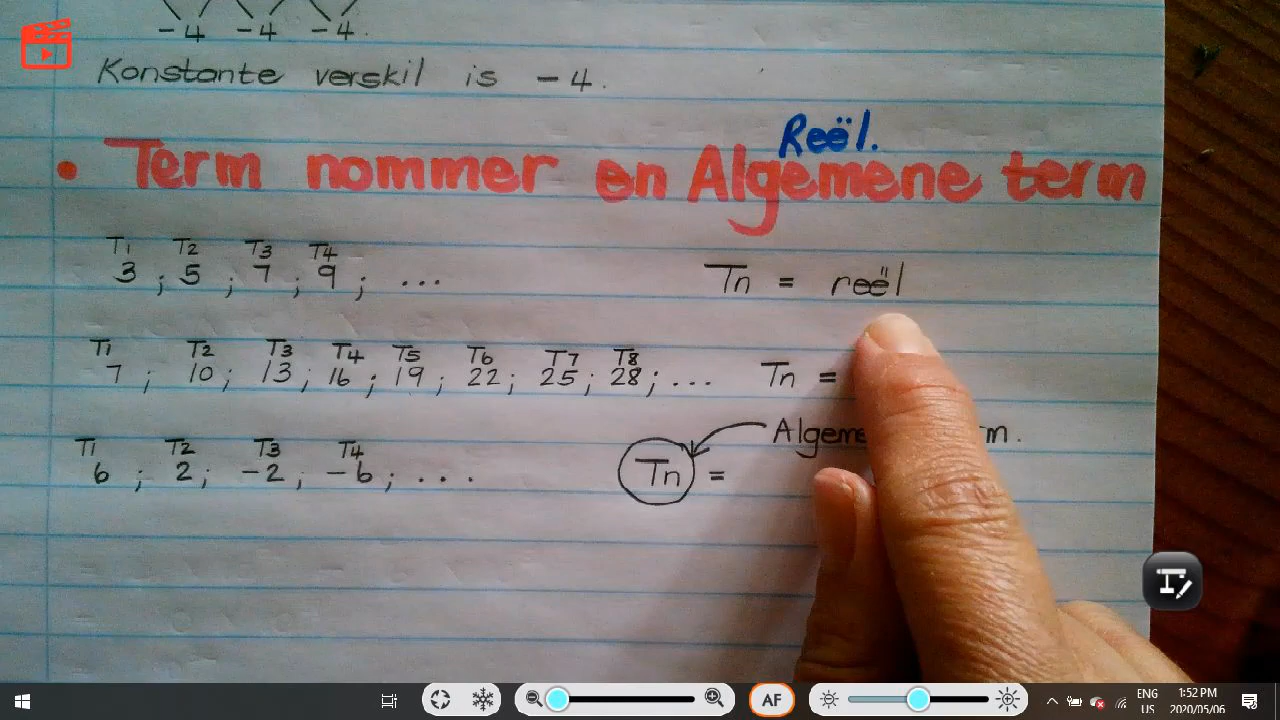 -4 -4 -4.
Konstante verskil is -4.
Reël.
• Term nommer en Algemene term
T1 T2 T3 T4
3 ; 5 ; 7 ; 9 ; ... Tn = reël
T1 T2 T3 T4 T5 T6 T7 T8
7 ; 10 ; 13 ; 16 ; 19 ; 22 ; 25 ; 28 ; ... Tn =
T1 T2 T3 T4
6 ; 2 ; -2 ; -6 ; ... Tn =
AF
ENG
US
1:52 PM
2020/05/06